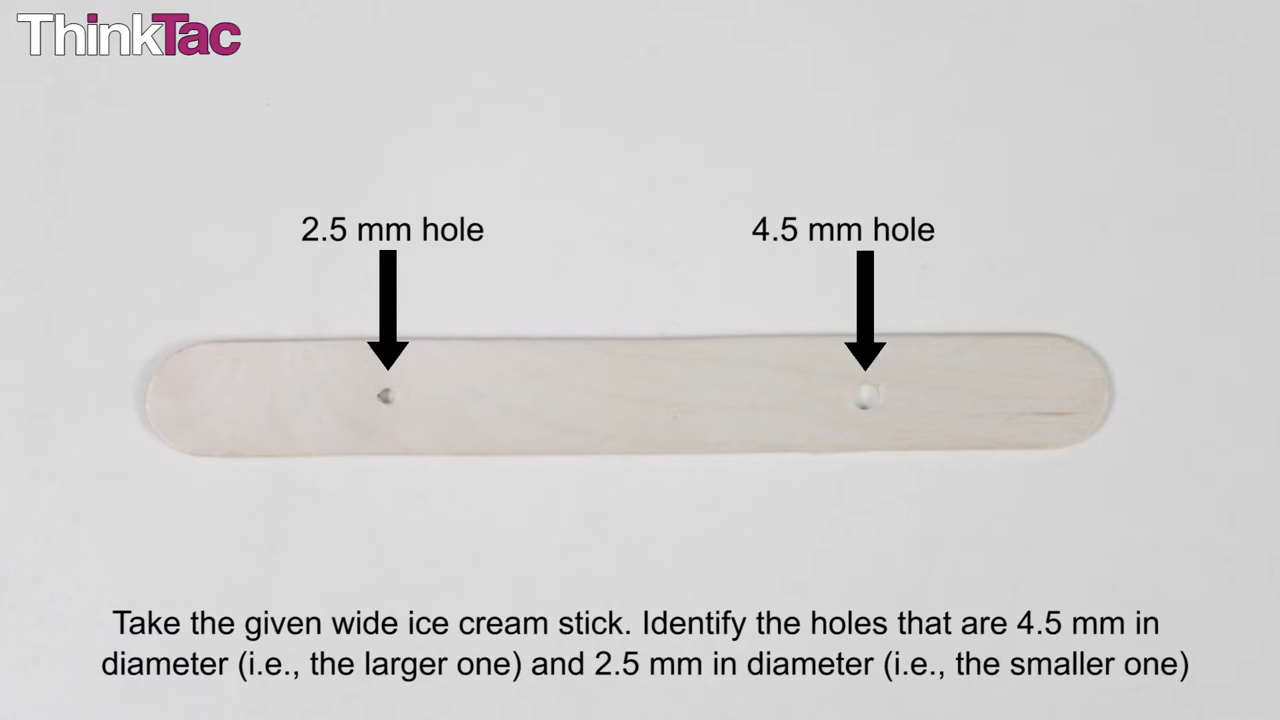 ThinkTac
2.5 mm hole
4.5 mm hole
Take the given wide ice cream stick. Identify the holes that are 4.5 mm in
diameter (i.e., the larger one) and 2.5 mm in diameter (i.e., the smaller one)